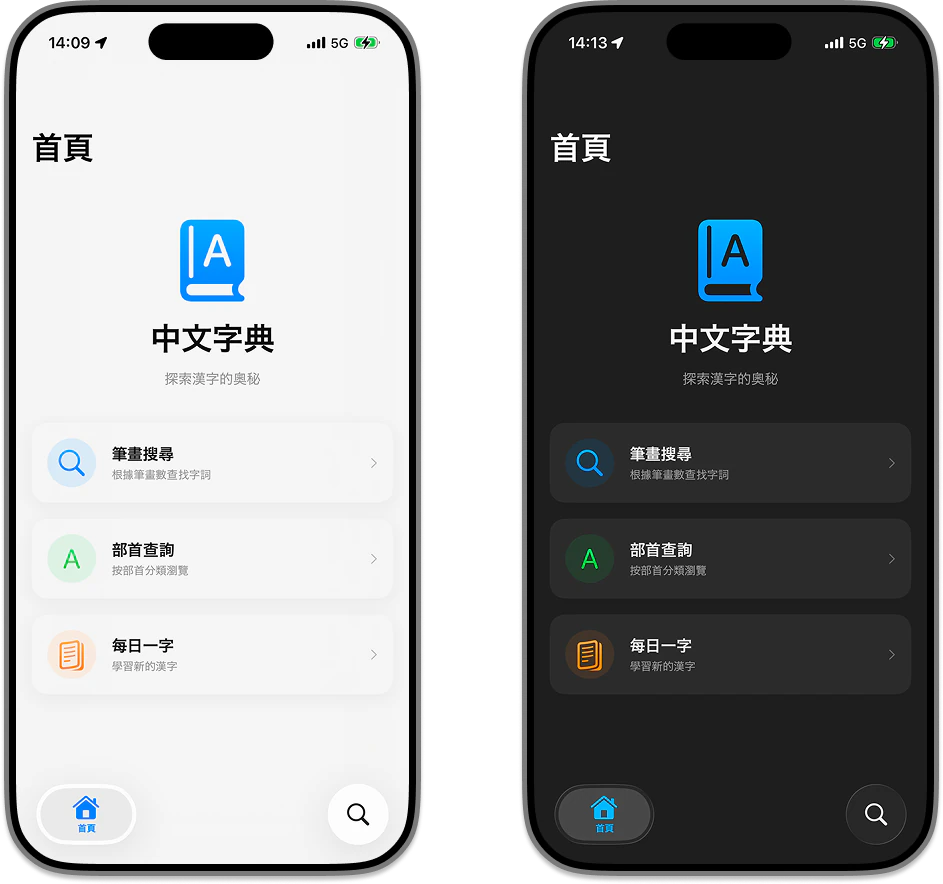 14:09
5G
首頁
A
中文字典
探索漢字的奧秘
筆畫搜尋
根據筆畫數查找字詞
A
部首查詢
按部首分類瀏覽
每日一字
學習新的漢字
首頁
14:13
5G
首頁
A
中文字典
探索漢字的奧秘
筆畫搜尋
根據筆畫數查找字詞
A
部首查詢
按部首分類瀏覽
每日一字
學習新的漢字
首頁